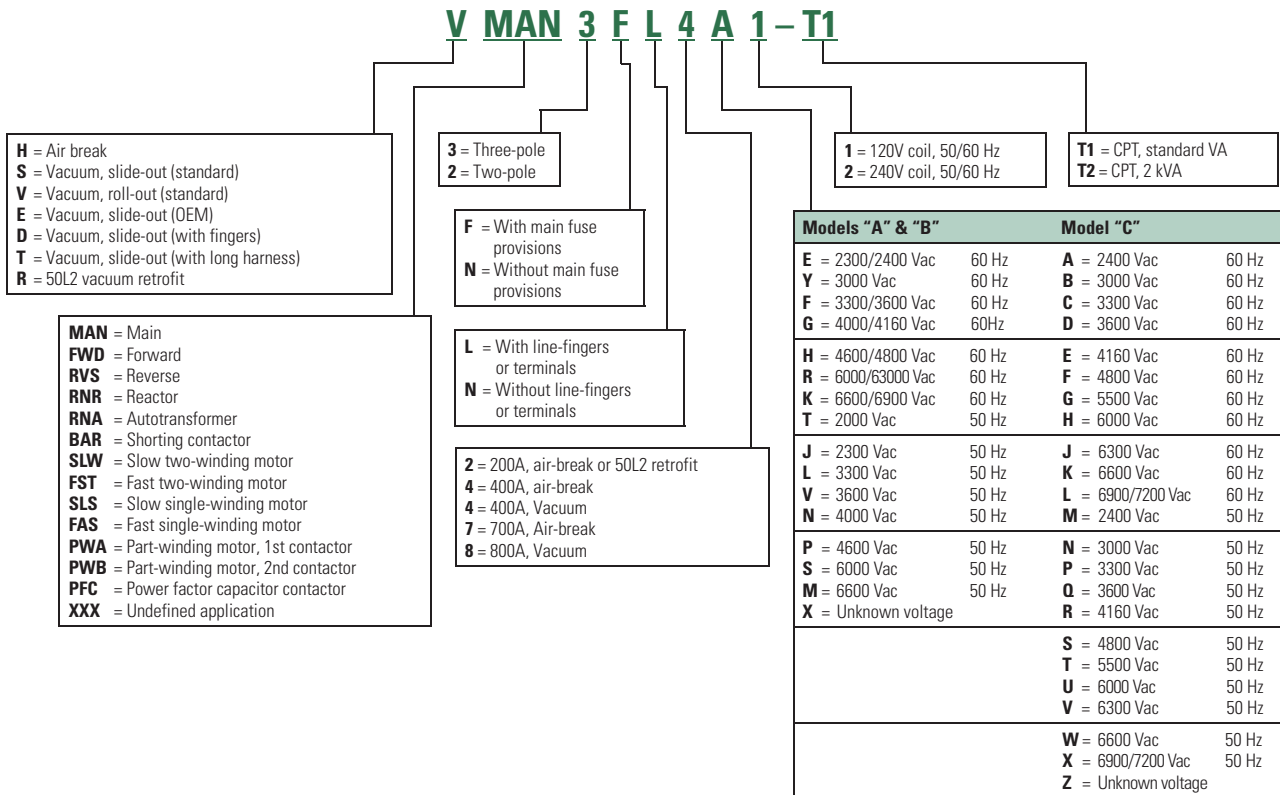 V MAN 3 F L 4 A 1 – T1
H = Air break
S = Vacuum, slide-out (standard)
V = Vacuum, roll-out (standard)
E = Vacuum, slide-out (OEM)
D = Vacuum, slide-out (with fingers)
T = Vacuum, slide-out (with long harness)
R = 50L2 vacuum retrofit
MAN = Main
FWD = Forward
RVS = Reverse
RNR = Reactor
RNA = Autotransformer
BAR = Shorting contactor
SLW = Slow two-winding motor
FST = Fast two-winding motor
SLS = Slow single-winding motor
FAS = Fast single-winding motor
PWA = Part-winding motor, 1st contactor
PWB = Part-winding motor, 2nd contactor
PFC = Power factor capacitor contactor
XXX = Undefined application
3 = Three-pole
2 = Two-pole
F = With main fuse
provisions
N = Without main fuse
provisions
L = With line-fingers
or terminals
N = Without line-fingers
or terminals
2 = 200A, air-break or 50L2 retrofit
4 = 400A, air-break
4 = 400A, Vacuum
7 = 700A, Air-break
8 = 800A, Vacuum
1 = 120V coil, 50/60 Hz
2 = 240V coil, 50/60 Hz
T1 = CPT, standard VA
T2 = CPT, 2 kVA
Models "A" & "B" Model "C"
E = 2300/2400 Vac 60 Hz A = 2400 Vac 60 Hz
Y = 3000 Vac 60 Hz B = 3000 Vac 60 Hz
F = 3300/3600 Vac 60 Hz C = 3300 Vac 60 Hz
G = 4000/4160 Vac 60Hz D = 3600 Vac 60 Hz
H = 4600/4800 Vac 60 Hz E = 4160 Vac 60 Hz
R = 6000/63000 Vac 60 Hz F = 4800 Vac 60 Hz
K = 6600/6900 Vac 60 Hz G = 5500 Vac 60 Hz
T = 2000 Vac 50 Hz H = 6000 Vac 60 Hz
J = 2300 Vac 50 Hz J = 6300 Vac 60 Hz
L = 3300 Vac 50 Hz K = 6600 Vac 60 Hz
V = 3600 Vac 50 Hz L = 6900/7200 Vac 60 Hz
N = 4000 Vac 50 Hz M = 2400 Vac 50 Hz
P = 4600 Vac 50 Hz N = 3000 Vac 50 Hz
S = 6000 Vac 50 Hz P = 3300 Vac 50 Hz
M = 6600 Vac 50 Hz Q = 3600 Vac 50 Hz
X = Unknown voltage R = 4160 Vac 50 Hz
S = 4800 Vac 50 Hz
T = 5500 Vac 50 Hz
U = 6000 Vac 50 Hz
V = 6300 Vac 50 Hz
W = 6600 Vac 50 Hz
X = 6900/7200 Vac 50 Hz
Z = Unknown voltage